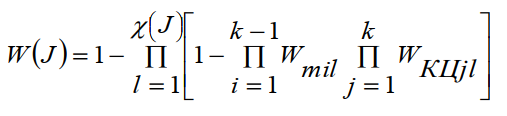 W(J) = 1 − ∏_{l=1}^{χ(J)} [1 − ∏_{i=1}^{k−1} W_{mil} ∏_{j=1}^{k} W_{КЦjl}]